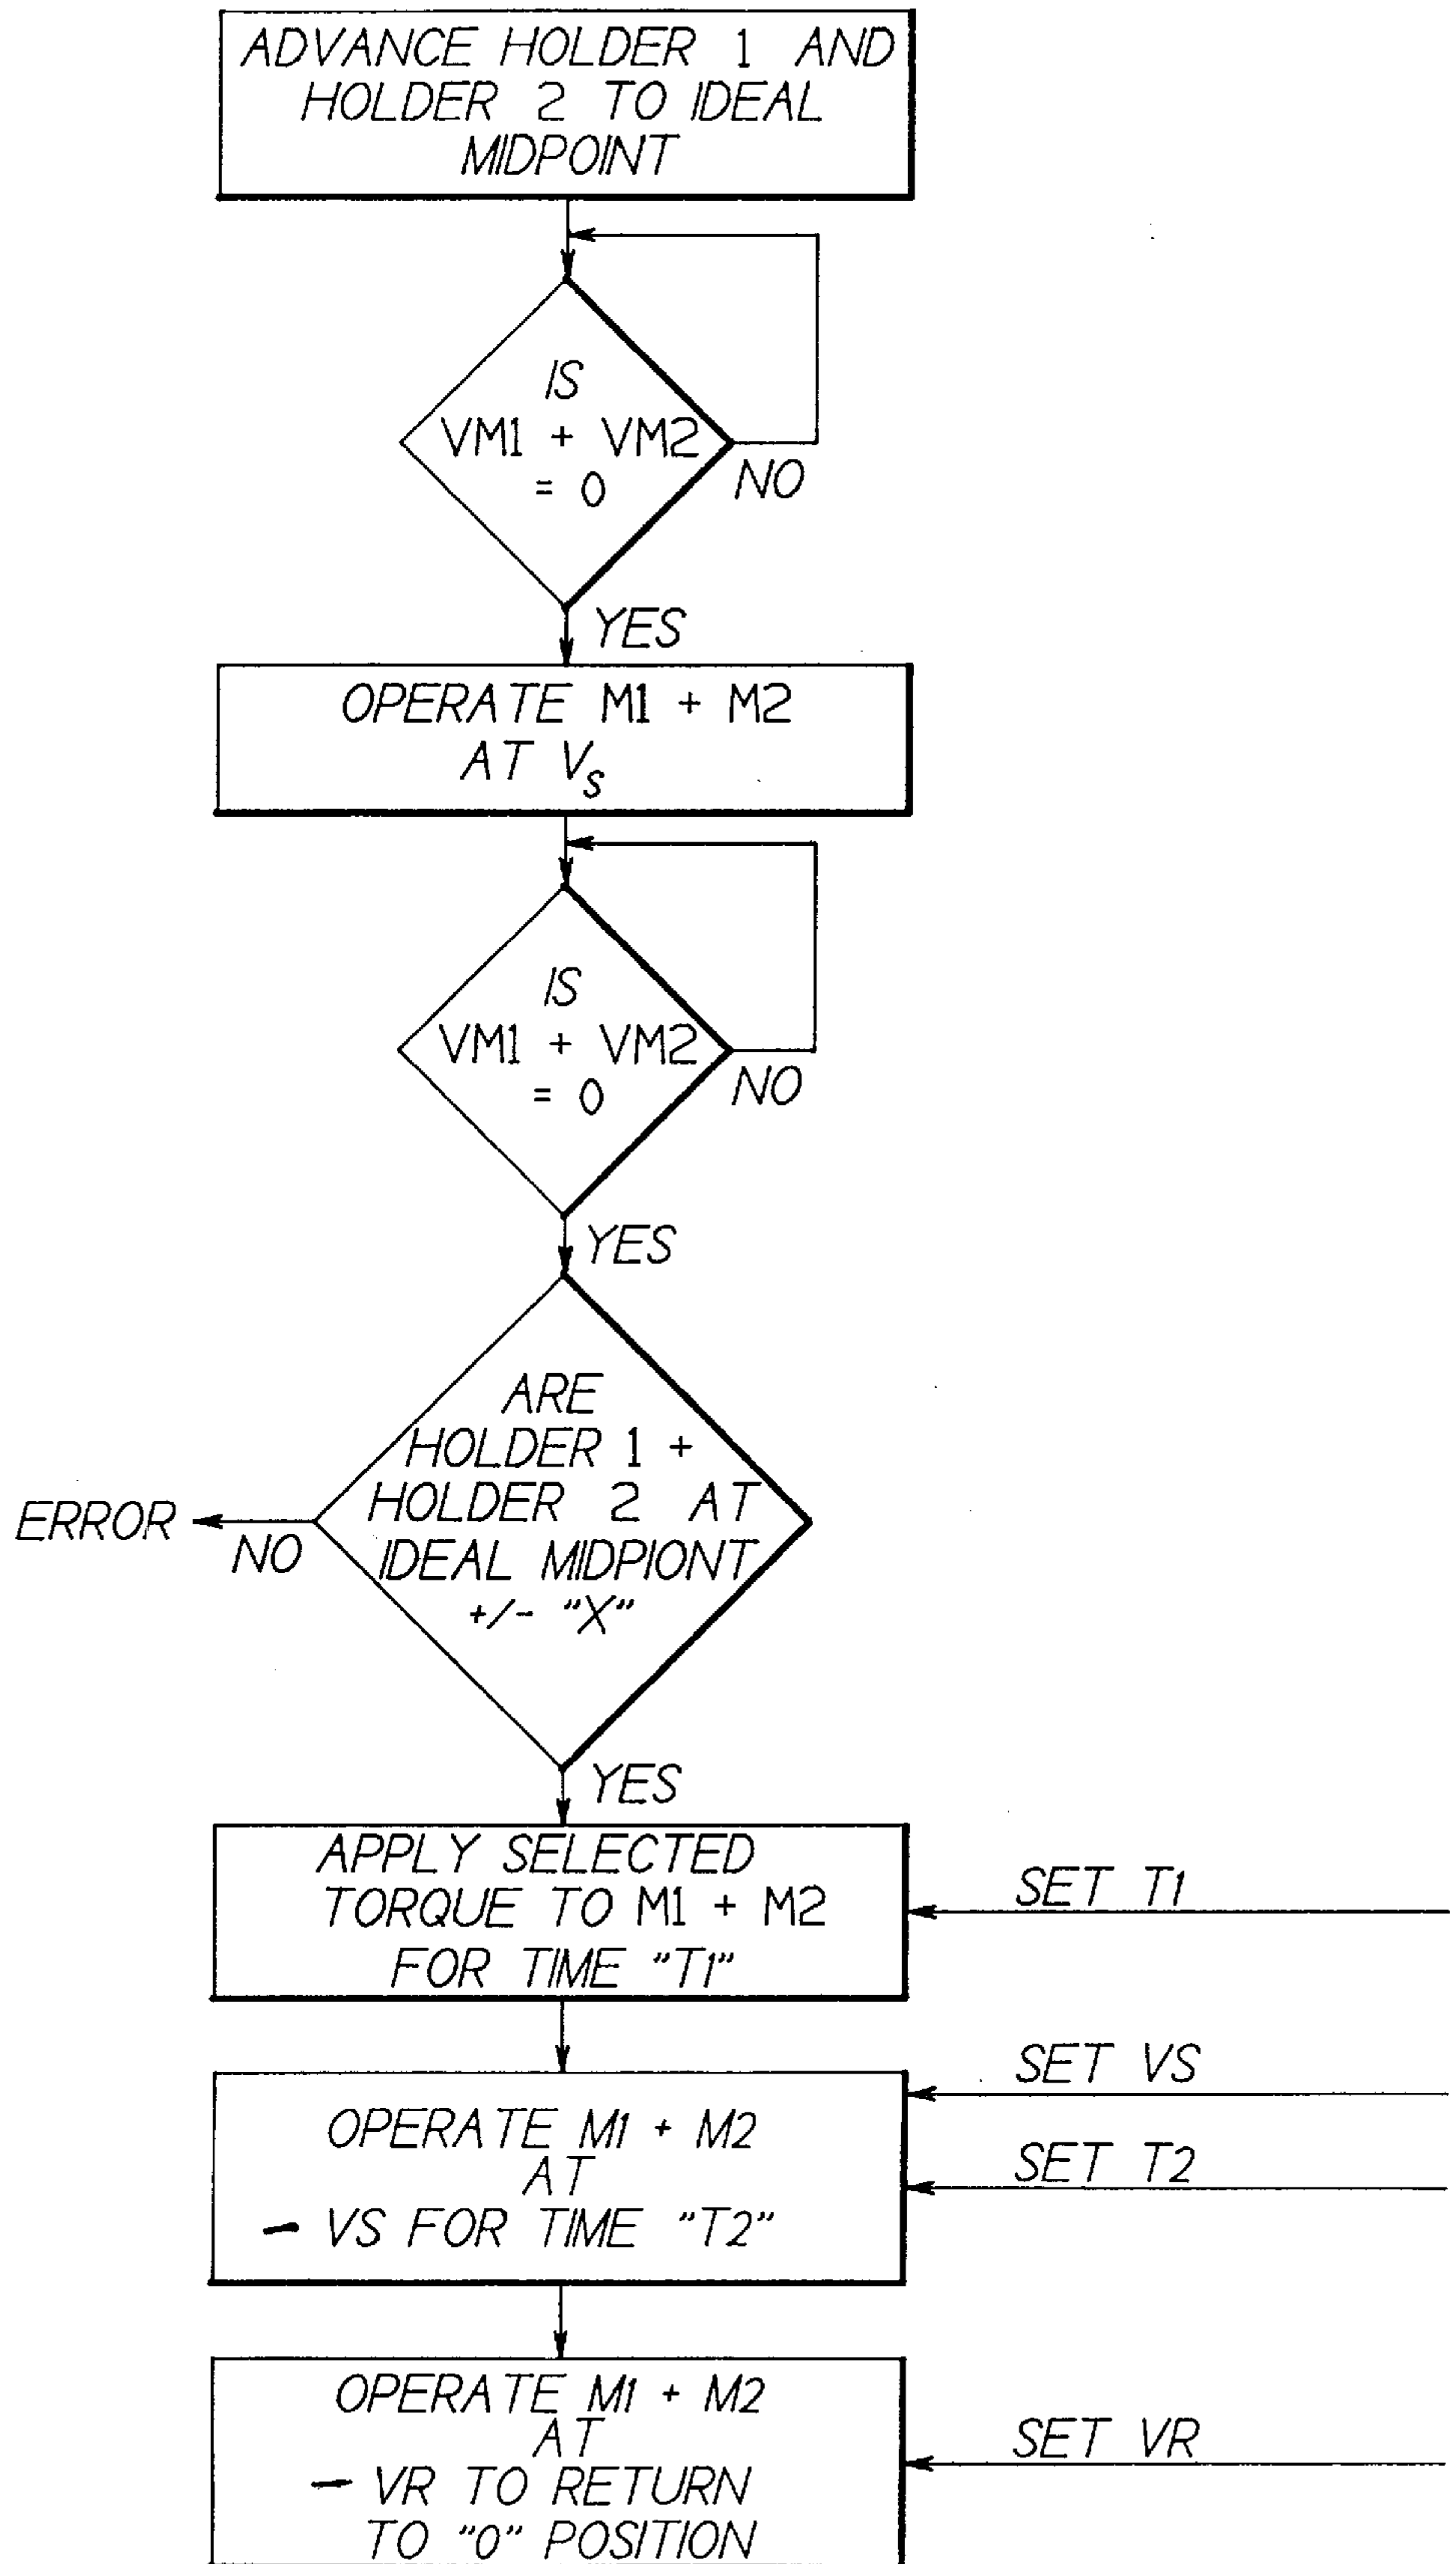 ADVANCE HOLDER 1 AND
HOLDER 2 TO IDEAL
MIDPOINT
IS
VM1 + VM2
= 0
NO
YES
OPERATE M1 + M2
AT Vs
IS
VM1 + VM2
= 0
NO
YES
ARE
HOLDER 1 +
HOLDER 2 AT
IDEAL MIDPIONT
+/- "X"
ERROR
NO
YES
APPLY SELECTED
TORQUE TO M1 + M2
FOR TIME "T1"
SET T1
OPERATE M1 + M2
AT
- VS FOR TIME "T2"
SET VS
SET T2
OPERATE M1 + M2
AT
- VR TO RETURN
TO "0" POSITION
SET VR